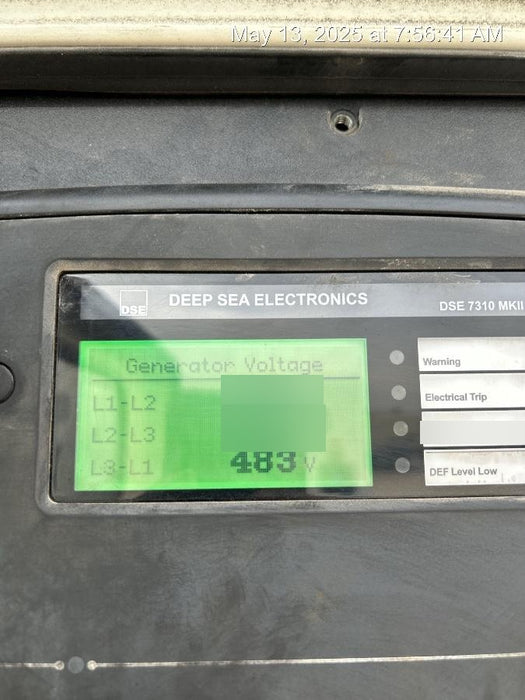 May 13, 2025 at 7:56:41 AM
DSE
DEEP SEA ELECTRONICS
DSE 7310 MKII
Generator Voltage
L1-L2
L2-L3
L3-L1 483 V
Warning
Electrical Trip
DEF Level Low